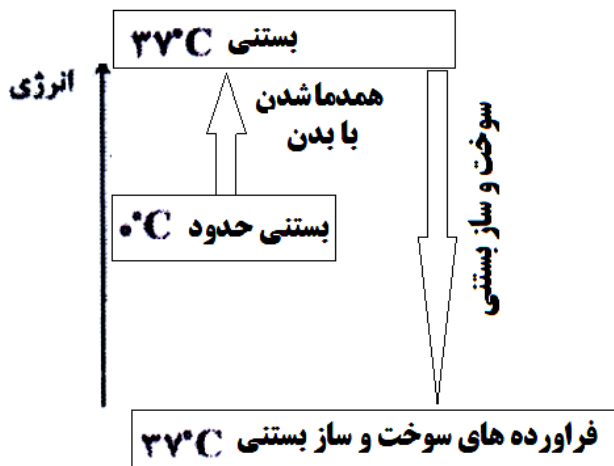 بستنی ۳۷°C
انرژی
همدما شدن
با بدن
سوخت و ساز بستنی
بستنی حدود ۰°C
فراورده های سوخت و ساز بستنی ۳۷°C